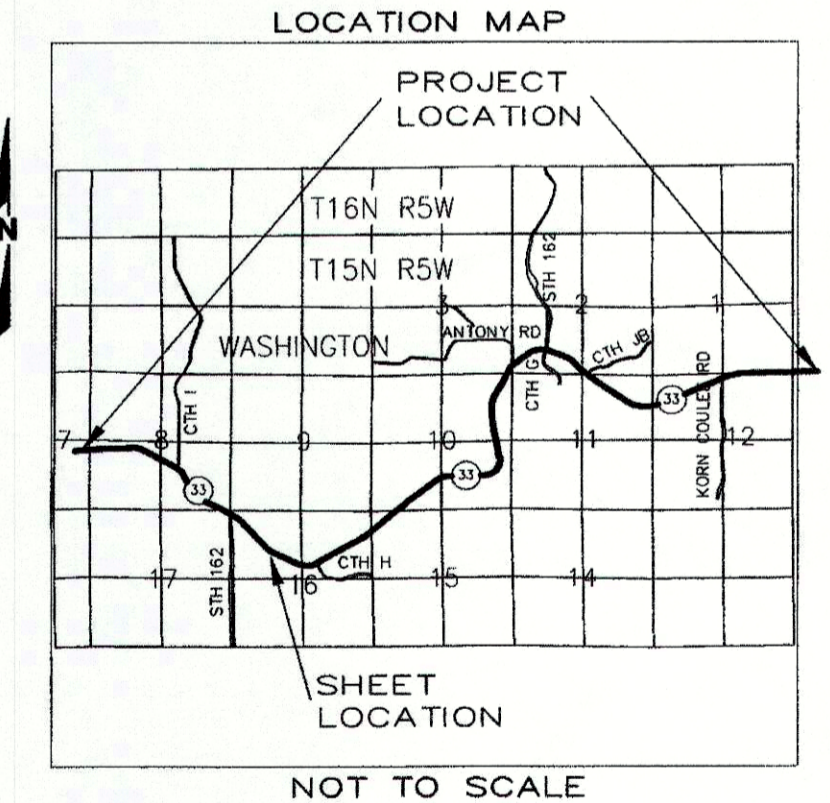 LOCATION MAP
PROJECT
LOCATION
N
T16N R5W
T15N R5W
STH 162
3
2
1
ANTONY RD
WASHINGTON
CTH I
CTH G
CTH JB
33
KORN COULEE RD
7
8
9
10
11
12
33
33
CTH H
STH 162
17
16
15
14
SHEET
LOCATION
NOT TO SCALE